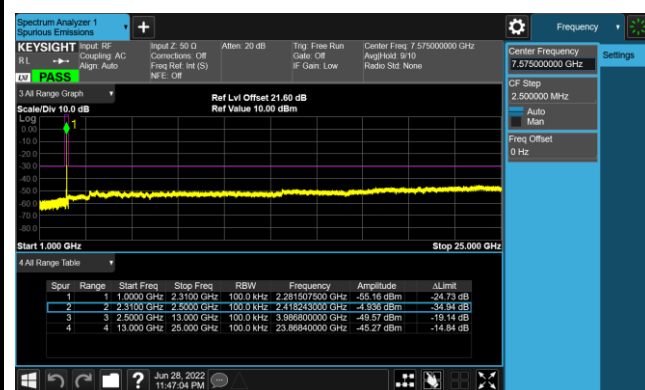 Spectrum Analyzer 1
Spurious Emissions
Frequency
KEYSIGHT
RL
Input: RF
Coupling: AC
Align: Auto
Input Z: 50 Ω
Corrections: Off
Freq Ref: Int (S)
NFE: Off
Atten: 20 dB
Trig: Free Run
Gate: Off
IF Gain: Low
Center Freq: 7.575000000 GHz
Avg|Hold: 9/10
Radio Std: None
PASS
Center Frequency
7.575000000 GHz
Settings
CF Step
2.500000 MHz
Auto
Man
Freq Offset
0 Hz
3 All Range Graph
Scale/Div 10.0 dB
Ref Lvl Offset 21.60 dB
Ref Value 10.00 dBm
Log
1
0.00
-10.0
-20.0
-30.0
-40.0
-50.0
-60.0
-70.0
-80.0
Start 1.000 GHz
Stop 25.000 GHz
4 All Range Table
Spur Range Start Freq Stop Freq RBW Frequency Amplitude ΔLimit
1 1 1.0000 GHz 2.3100 GHz 100.0 kHz 2.281507500 GHz -55.16 dBm -24.73 dB
2 2 2.3100 GHz 2.5000 GHz 100.0 kHz 2.418243000 GHz -4.936 dBm -34.94 dB
3 3 2.5000 GHz 13.000 GHz 100.0 kHz 3.986800000 GHz -49.57 dBm -19.14 dB
4 4 13.000 GHz 25.000 GHz 100.0 kHz 23.86840000 GHz -45.27 dBm -14.84 dB
Jun 28, 2022
11:47:04 PM